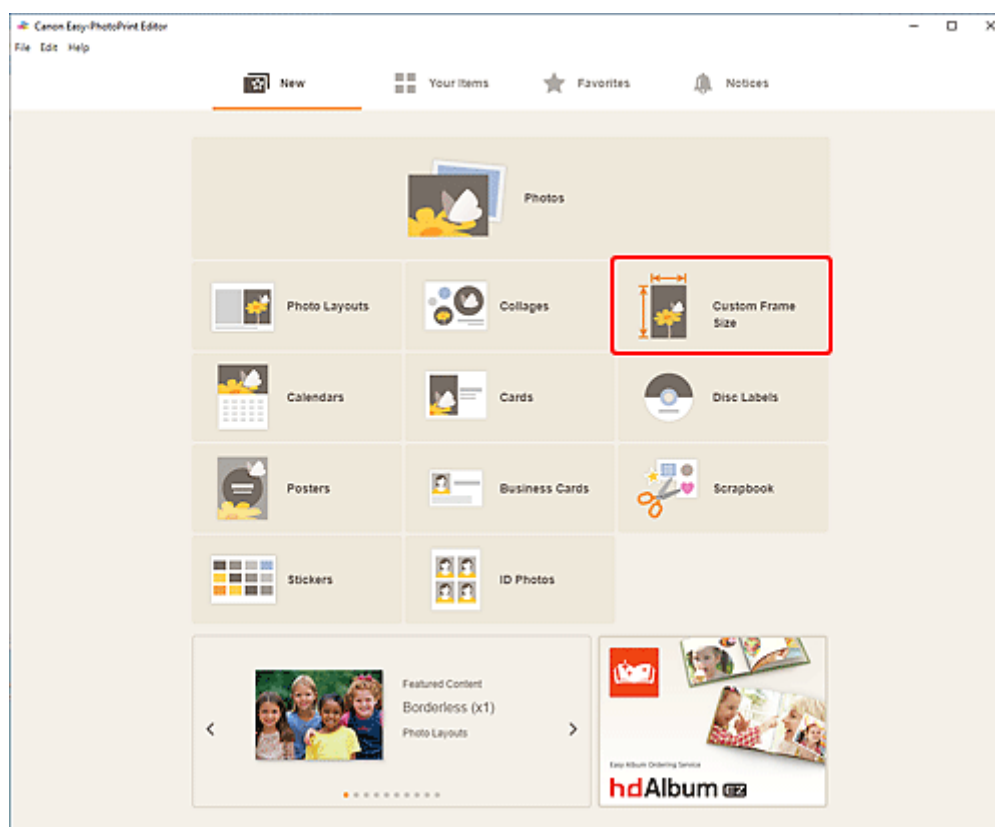 Canon Easy-PhotoPrint Editor
File Edit Help
New Your Items Favorites Notices
Photos
Photo Layouts
Collages
Custom Frame
Size
Calendars
Cards
Disc Labels
Posters
Business Cards
Scrapbook
Stickers
ID Photos
Featured Content
Borderless (x1)
Photo Layouts
Easy Album Ordering Service
hdAlbum EZ